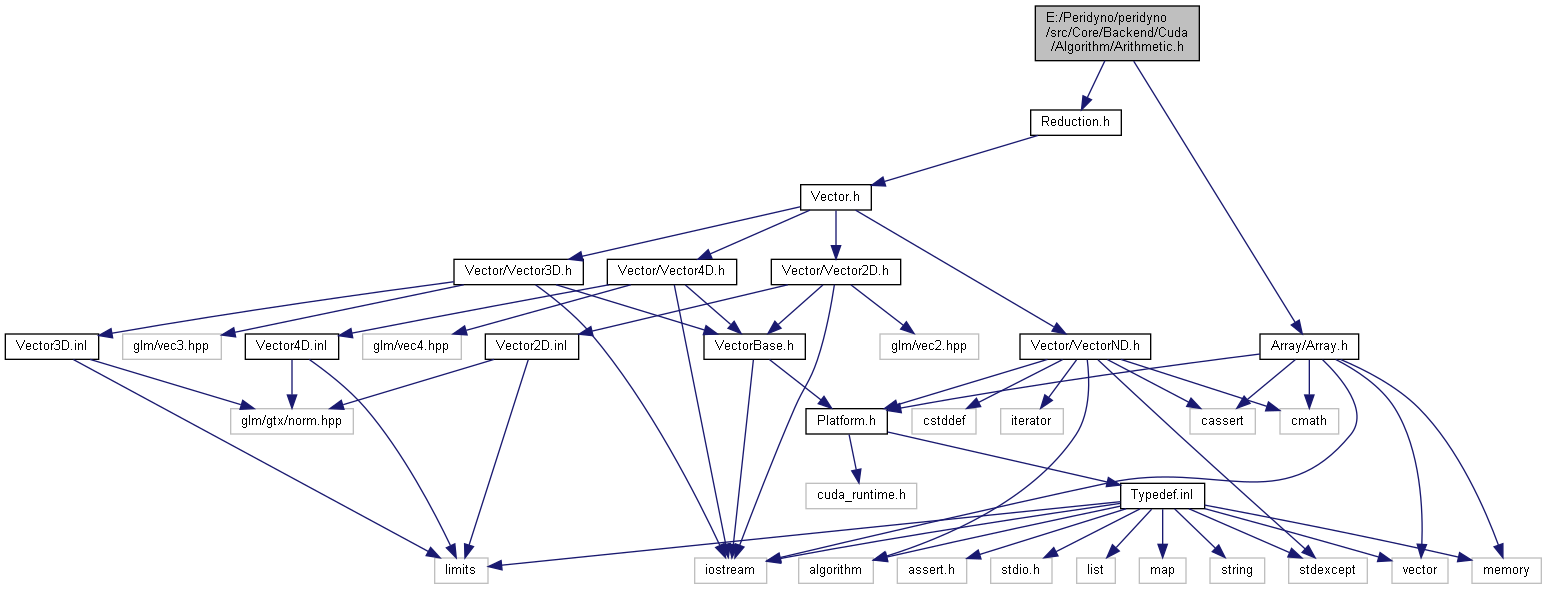 E:/Peridyno/peridyno
/src/Core/Backend/Cuda
/Algorithm/Arithmetic.h
Reduction.h
Vector.h
Vector/Vector3D.h
Vector/Vector4D.h
Vector/Vector2D.h
Vector3D.inl
glm/vec3.hpp
Vector4D.inl
glm/vec4.hpp
Vector2D.inl
VectorBase.h
glm/vec2.hpp
Vector/VectorND.h
Array/Array.h
glm/gtx/norm.hpp
Platform.h
cstddef
iterator
cassert
cmath
cuda_runtime.h
Typedef.inl
limits
iostream
algorithm
assert.h
stdio.h
list
map
string
stdexcept
vector
memory